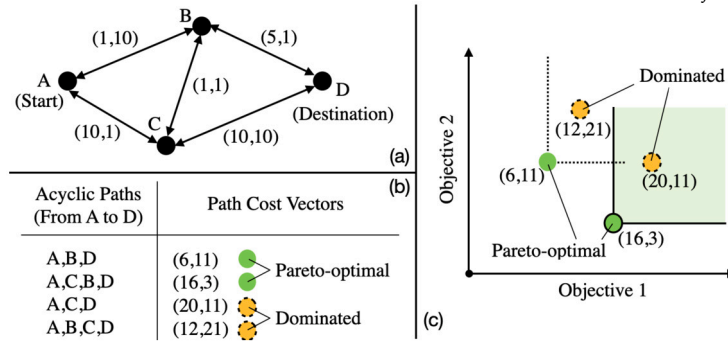 B
(1,10)
(5,1)
A
(Start)
(1,1)
D
(Destination)
C
(10,1)
(10,10)
(a)
(b)
Acyclic Paths
(From A to D)
Path Cost Vectors
A,B,D
(6,11)
A,C,B,D
(16,3)
Pareto-optimal
A,C,D
(20,11)
A,B,C,D
(12,21)
Dominated
Objective 2
Dominated
(12,21)
(6,11)
(20,11)
(16,3)
Pareto-optimal
Objective 1
(c)